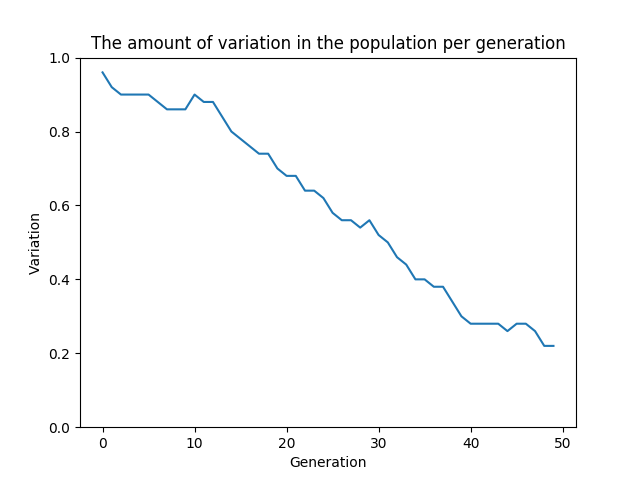 The amount of variation in the population per generation
1.0
0.8
0.6
0.4
0.2
0.0
Variation
0 10 20 30 40 50
Generation